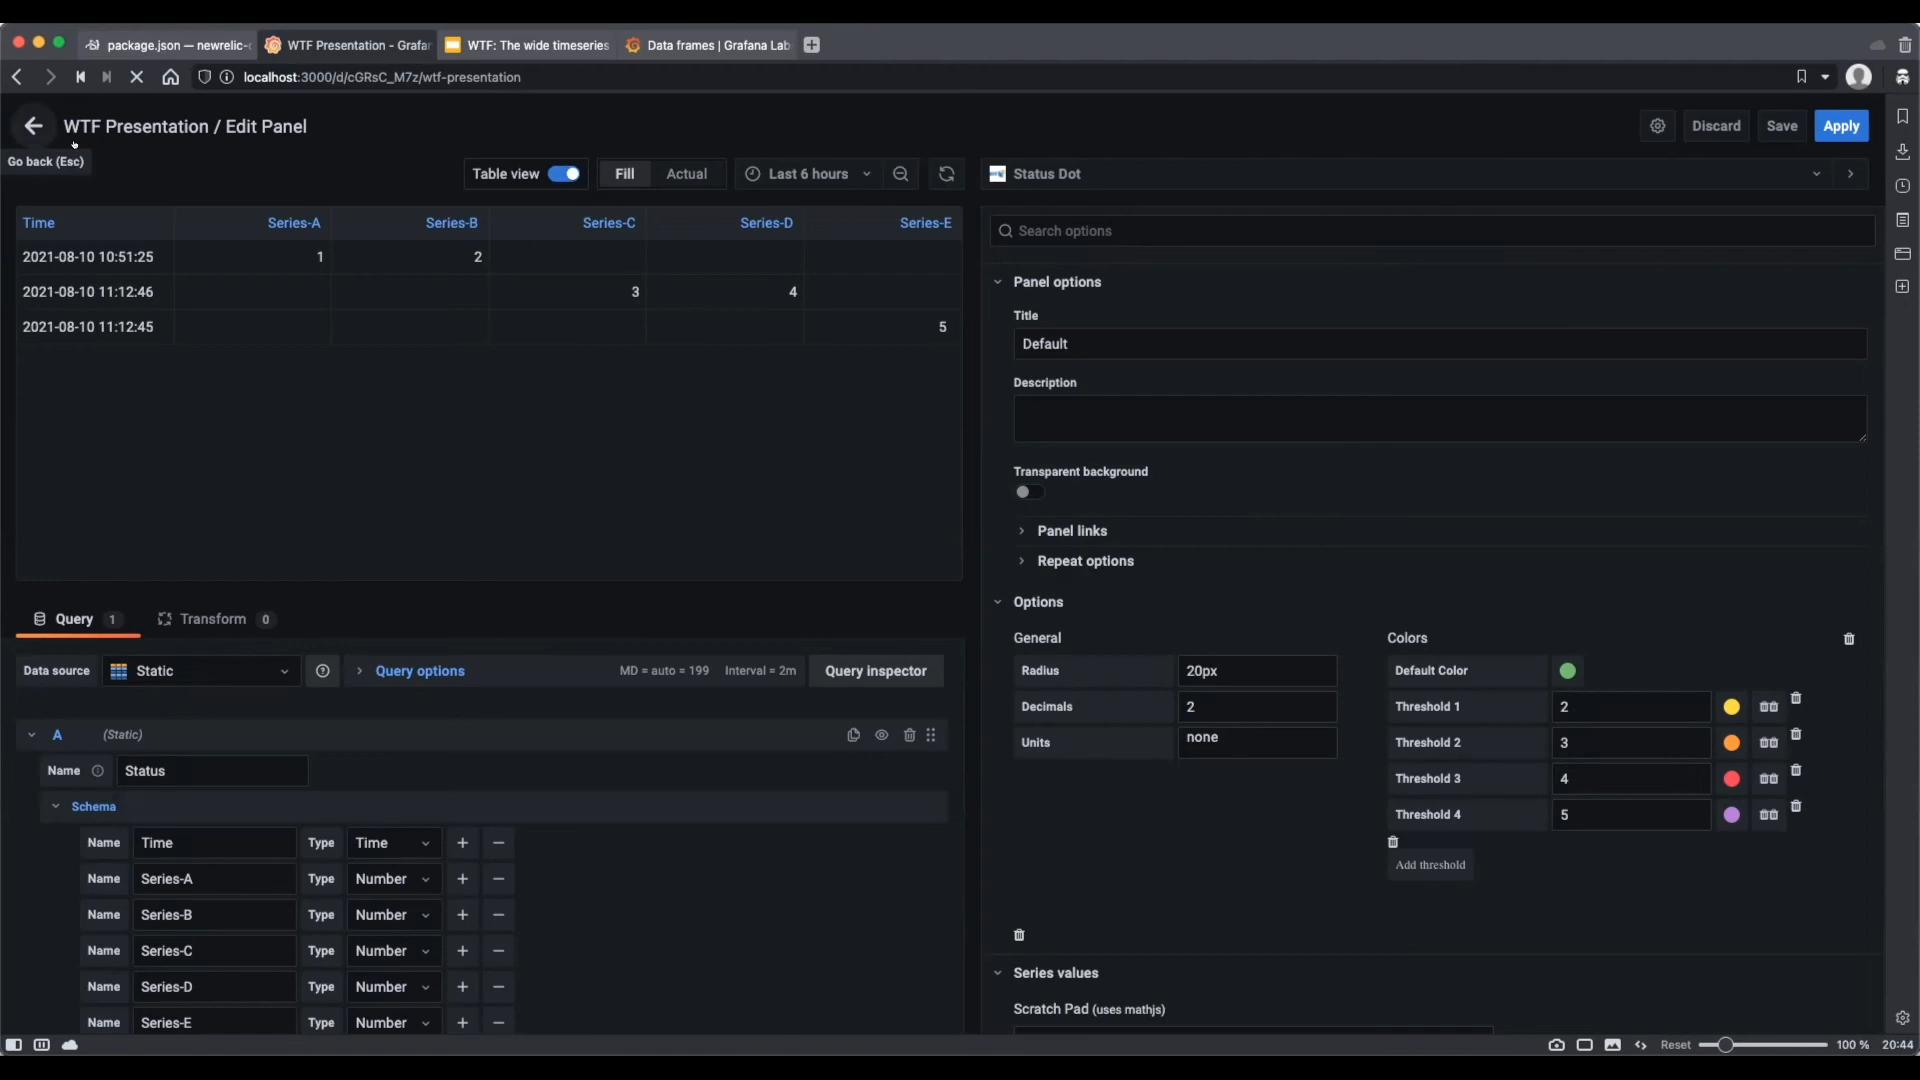 package.json — newrelic-
WTF Presentation - Grafan
WTF: The wide timeseries
Data frames | Grafana Lab
localhost:3000/d/cGRsC_M7z/wtf-presentation
WTF Presentation / Edit Panel
Discard
Save
Apply
Go back (Esc)
Table view
Fill
Actual
Last 6 hours
Status Dot
Time Series-A Series-B Series-C Series-D Series-E
2021-08-10 10:51:25 1 2
2021-08-10 11:12:46 3 4
2021-08-10 11:12:45 5
Search options
Panel options
Title
Default
Description
Transparent background
Panel links
Repeat options
Query 1
Transform 0
Data source
Static
Query options
MD = auto = 199
Interval = 2m
Query inspector
A (Static)
Name Status
Schema
Name Time Type Time
Name Series-A Type Number
Name Series-B Type Number
Name Series-C Type Number
Name Series-D Type Number
Name Series-E Type Number
Options
General
Radius 20px
Decimals 2
Units none
Colors
Default Color
Threshold 1 2
Threshold 2 3
Threshold 3 4
Threshold 4 5
Add threshold
Series values
Scratch Pad (uses mathjs)
Reset
100 %
20:44